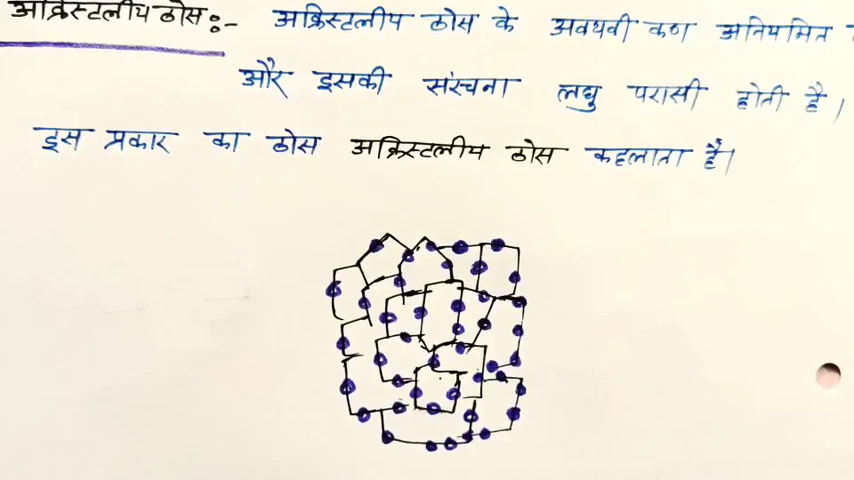 अक्रिस्टलीय ठोस:- अक्रिस्टलीय ठोस के अवयवी कण अनियमित
और इसकी संरचना लघु परासी होती है।
इस प्रकार का ठोस अक्रिस्टलीय ठोस कहलाता है।